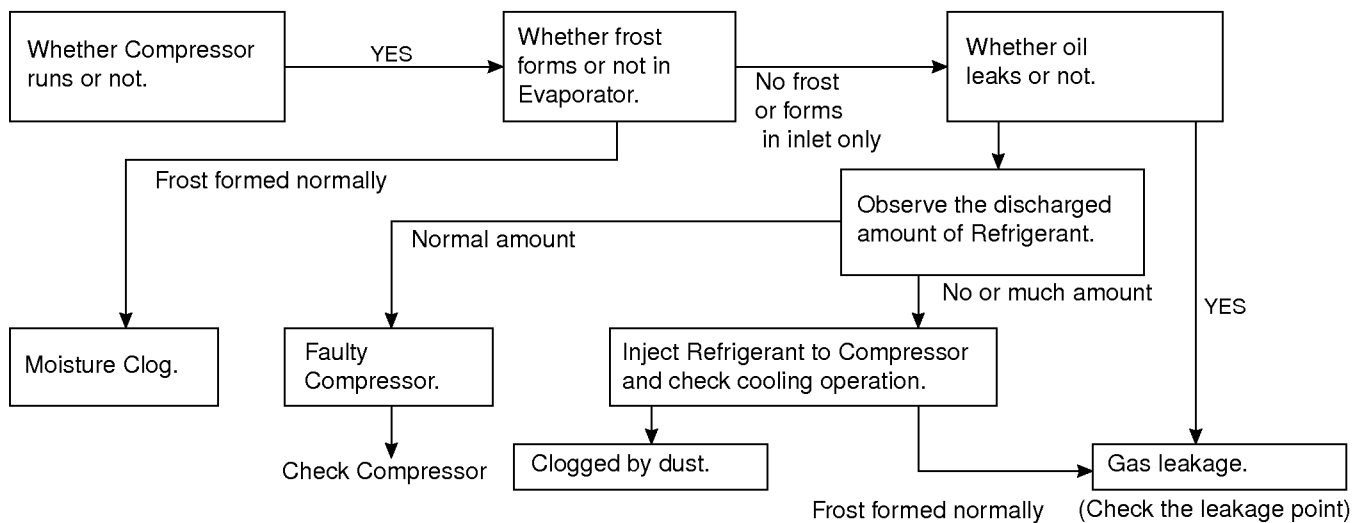 Whether Compressor
runs or not.
YES
Whether frost
forms or not in
Evaporator.
No frost
or forms
in inlet only
Whether oil
leaks or not.
Frost formed normally
Observe the discharged
amount of Refrigerant.
Normal amount
No or much amount
YES
Moisture Clog.
Faulty
Compressor.
Inject Refrigerant to Compressor
and check cooling operation.
Check Compressor
Clogged by dust.
Gas leakage.
Frost formed normally
(Check the leakage point)